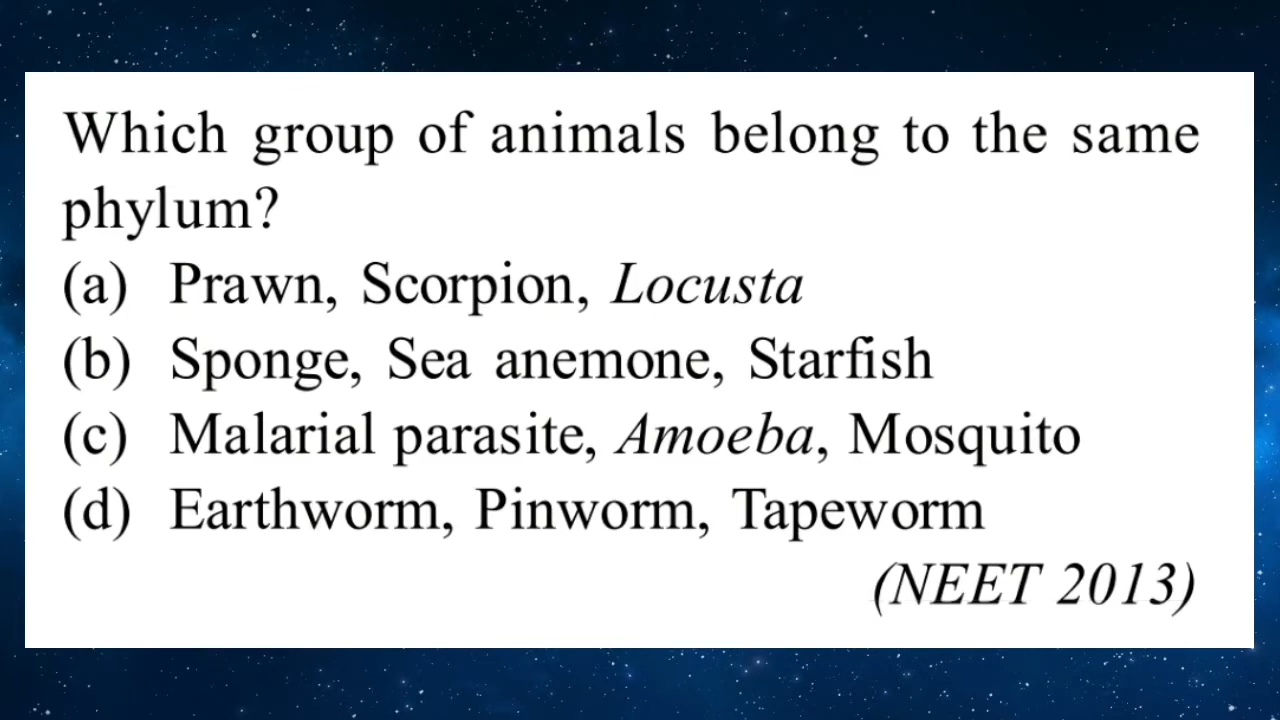 Which group of animals belong to the same
phylum?
(a) Prawn, Scorpion, Locusta
(b) Sponge, Sea anemone, Starfish
(c) Malarial parasite, Amoeba, Mosquito
(d) Earthworm, Pinworm, Tapeworm
(NEET 2013)